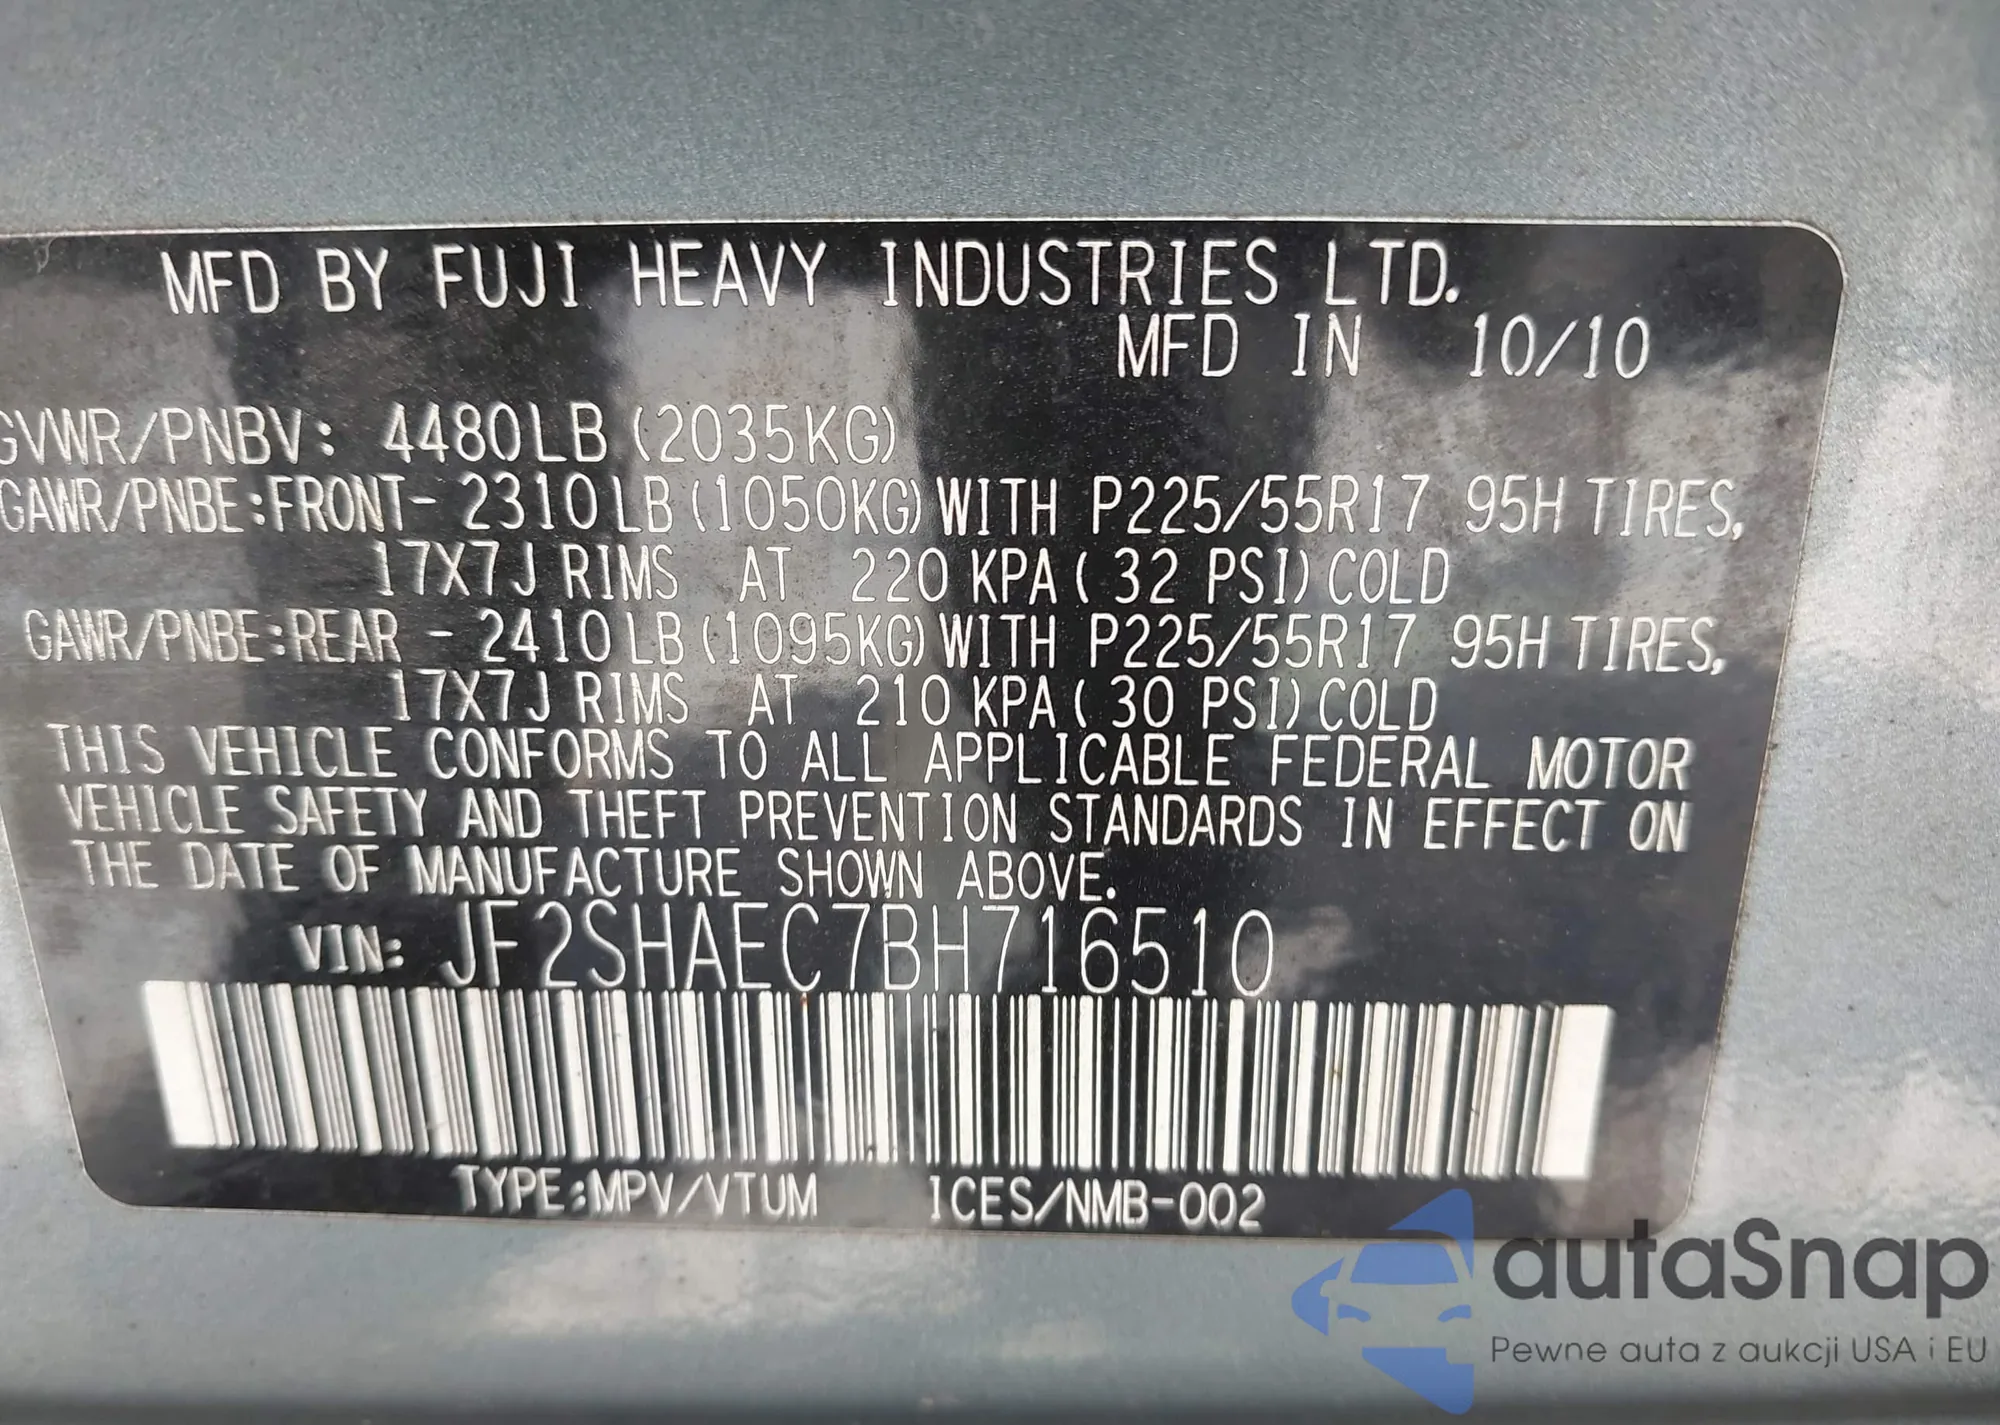 MFD BY FUJI HEAVY INDUSTRIES LTD.
MFD IN 10/10
GVWR/PNBV: 4480LB (2035KG)
GAWR/PNBE:FRONT- 2310LB(1050KG)WITH P225/55R17 95H TIRES,
17X7J RIMS AT 220 KPA( 32 PSI)COLD
GAWR/PNBE:REAR - 2410LB(1095KG)WITH P225/55R17 95H TIRES,
17X7J RIMS AT 210 KPA( 30 PSI)COLD
THIS VEHICLE CONFORMS TO ALL APPLICABLE FEDERAL MOTOR
VEHICLE SAFETY AND THEFT PREVENTION STANDARDS IN EFFECT ON
THE DATE OF MANUFACTURE SHOWN ABOVE.
VIN: JF2SHAEC7BH716510
TYPE:MPV/VTUM ICES/NMB-002
autaSnap
Pewne auta z aukcji USA i EU